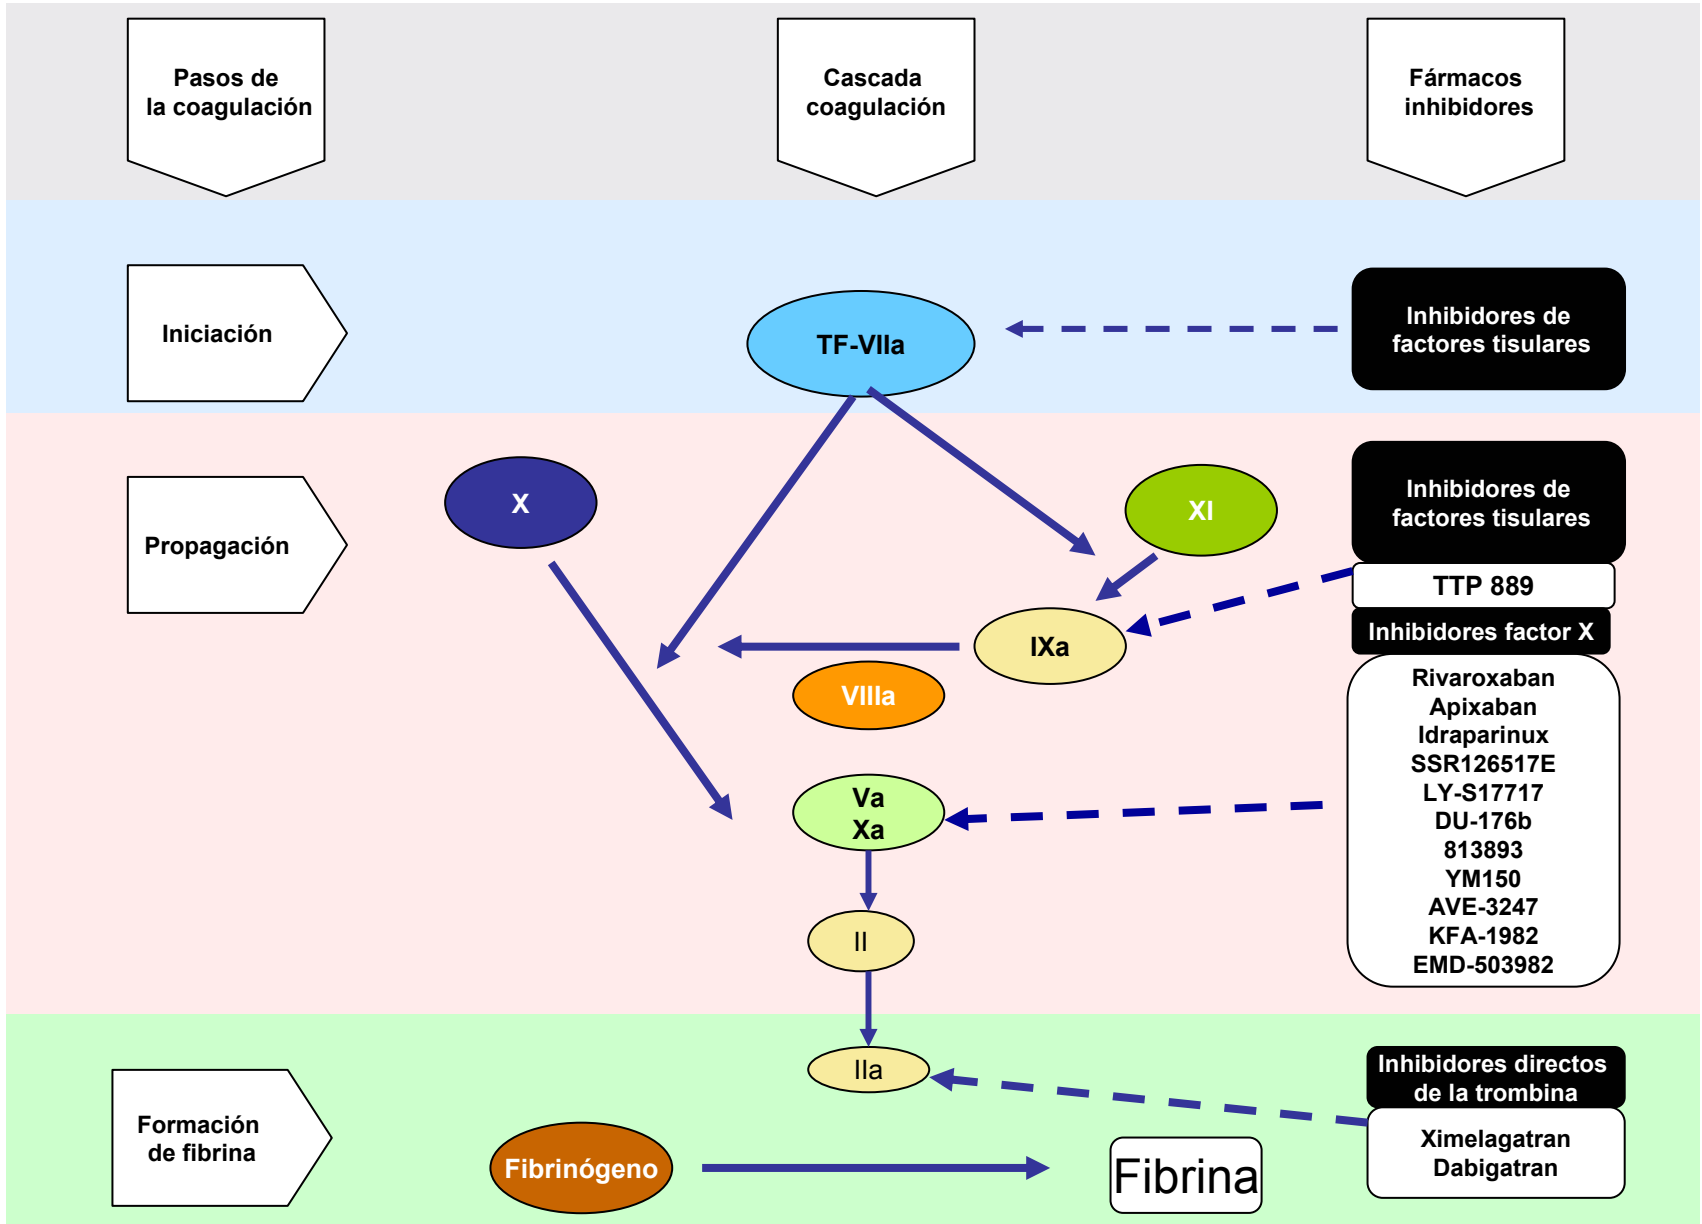 Pasos de
la coagulación
Cascada
coagulación
Fármacos
inhibidores
Iniciación
TF-VIIa
Inhibidores de
factores tisulares
Propagación
X
XI
Inhibidores de
factores tisulares
TTP 889
Inhibidores factor X
IXa
VIIIa
Rivaroxaban
Apixaban
Idraparinux
SSR126517E
LY-S17717
DU-176b
813893
YM150
AVE-3247
KFA-1982
EMD-503982
Va
Xa
II
IIa
Inhibidores directos
de la trombina
Formación
de fibrina
Fibrinógeno
Fibrina
Ximelagatran
Dabigatran